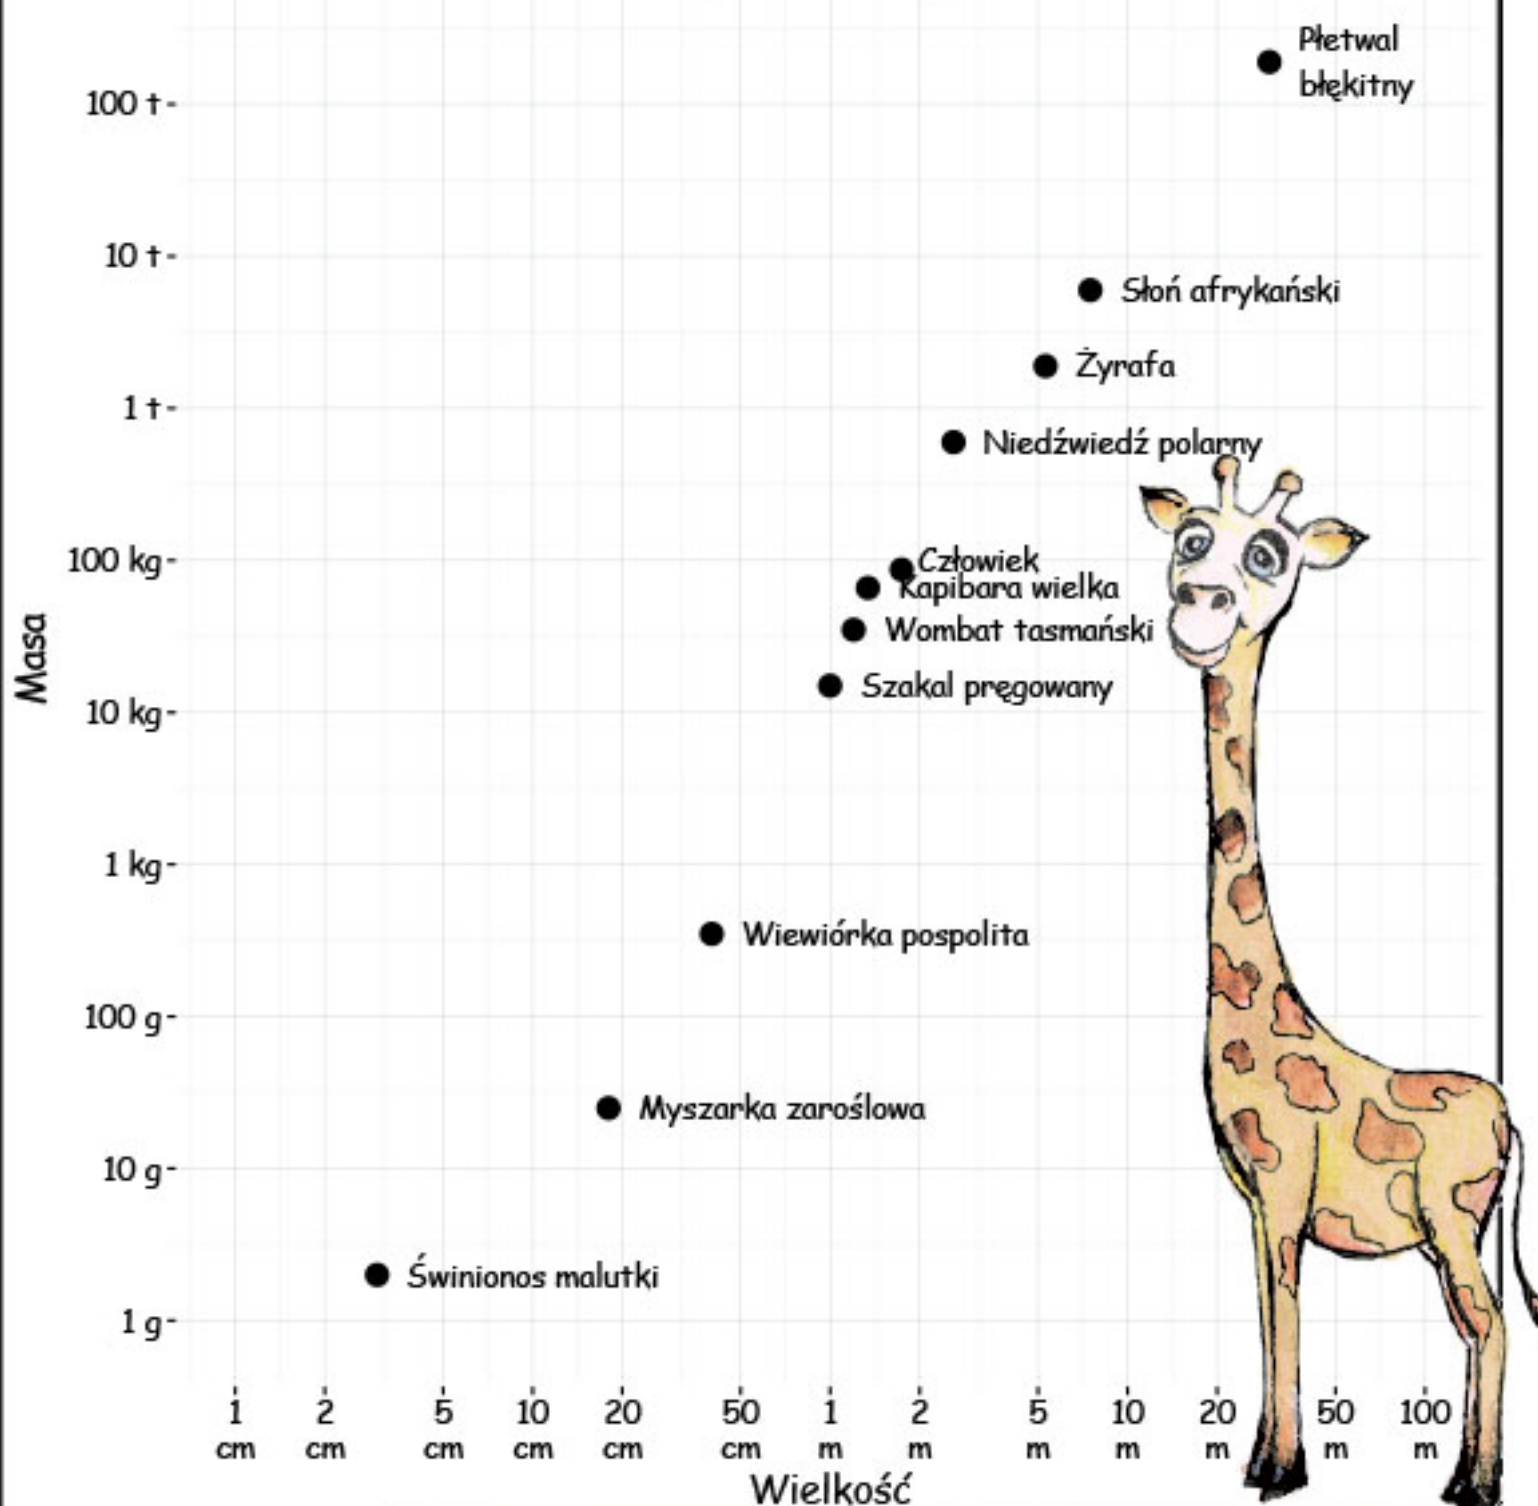 Płetwal
błękitny
100 t
10 t
Słoń afrykański
Żyrafa
1 t
Niedźwiedź polarny
100 kg
Człowiek
Kapibara wielka
Wombat tasmański
Masa
Szakal pręgowany
10 kg
1 kg
Wiewiórka pospolita
100 g
Myszarka zaroślowa
10 g
Świnionos malutki
1 g
1 2 5 10 20 50 1 2 5 10 20 50 100
cm cm cm cm cm cm m m m m m m m
Wielkość